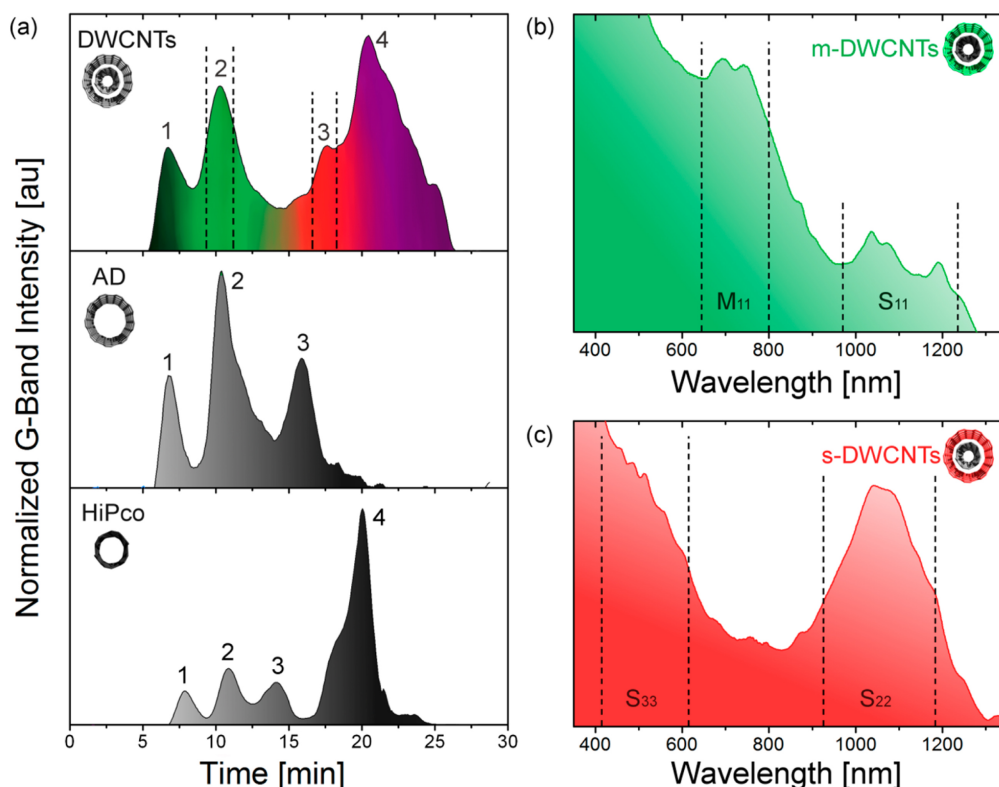 (a)
DWCNTs
1
2
3
4
AD
1
2
3
HiPco
1
2
3
4
Normalized G-Band Intensity [au]
0 5 10 15 20 25 30
Time [min]
(b)
m-DWCNTs
M₁₁
S₁₁
400 600 800 1000 1200
Wavelength [nm]
(c)
s-DWCNTs
S₃₃
S₂₂
400 600 800 1000 1200
Wavelength [nm]